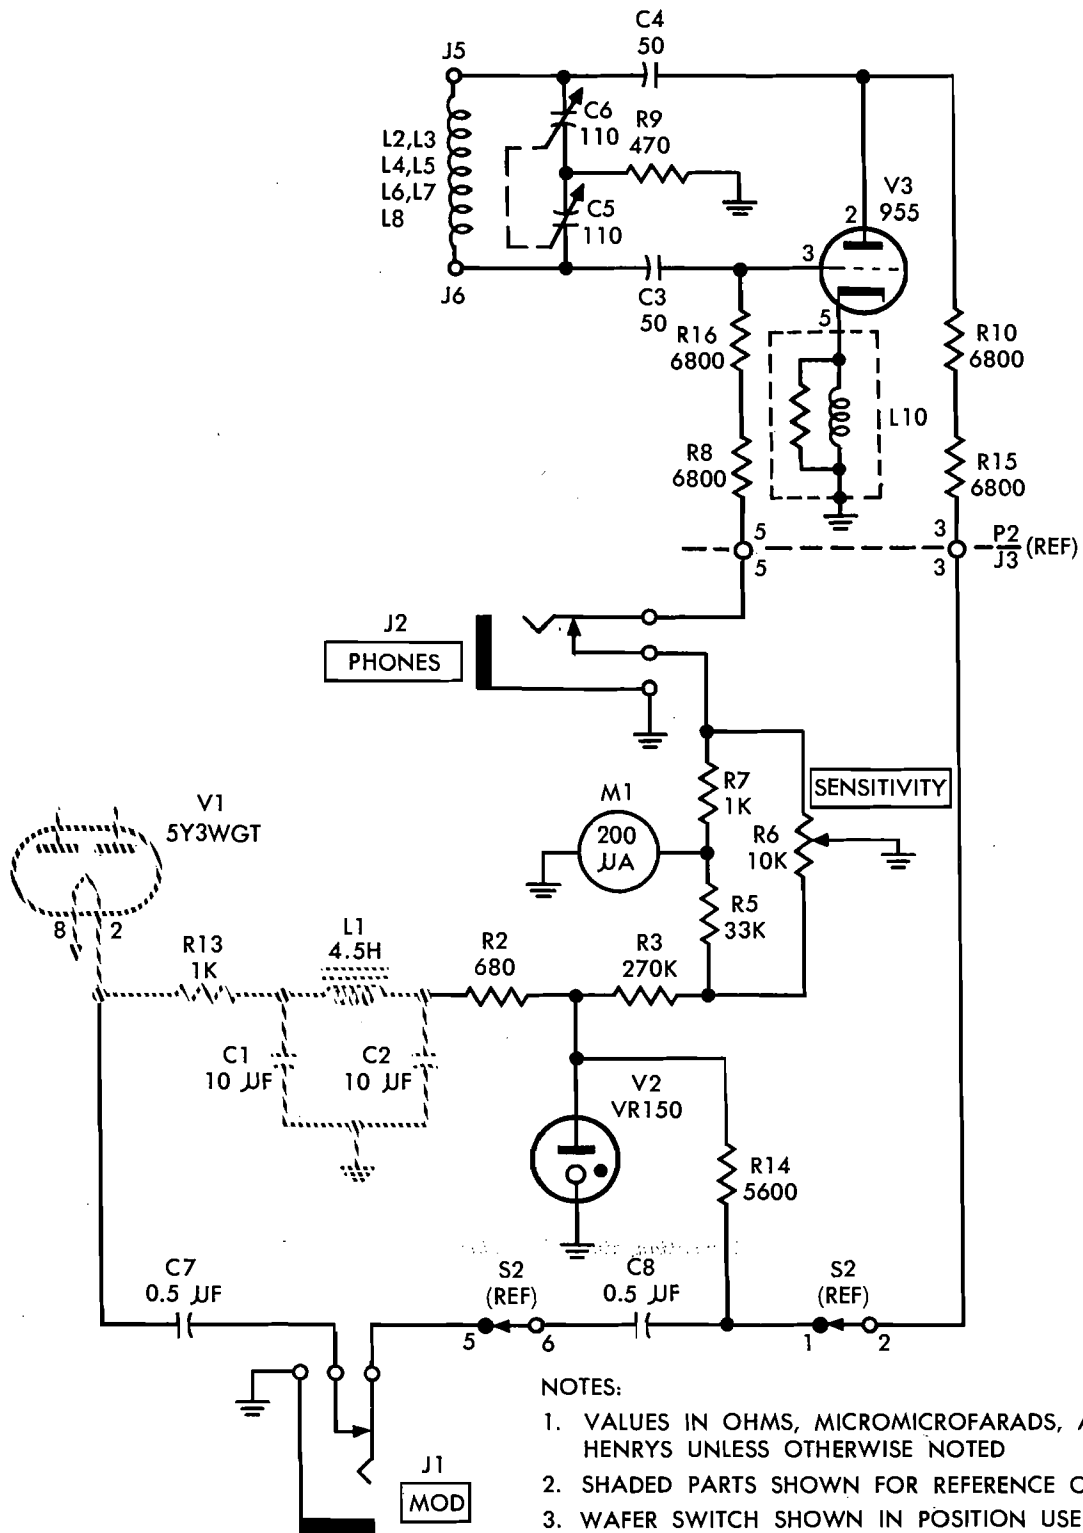 C4
50
J5
C6
110
R9
470
L2,L3
L4,L5
L6,L7
L8
V3
955
2
C5
110
3
J6
C3
50
5
R16
6800
R10
6800
L10
R8
6800
R15
6800
5
3
P2
J3
(REF)
5
3
J2
PHONES
R7
1K
SENSITIVITY
M1
200
µA
R6
10K
V1
5Y3WGT
R5
33K
8
2
L1
4.5H
R13
1K
R2
680
R3
270K
C1
10 µF
C2
10 µF
V2
VR150
R14
5600
C7
0.5 µF
S2
(REF)
C8
0.5 µF
S2
(REF)
5
6
1
2
NOTES:
1. VALUES IN OHMS, MICROMICROFARADS,
HENRYS UNLESS OTHERWISE NOTED
2. SHADED PARTS SHOWN FOR REFERENCE
3. WAFER SWITCH SHOWN IN POSITION USE
J1
MOD